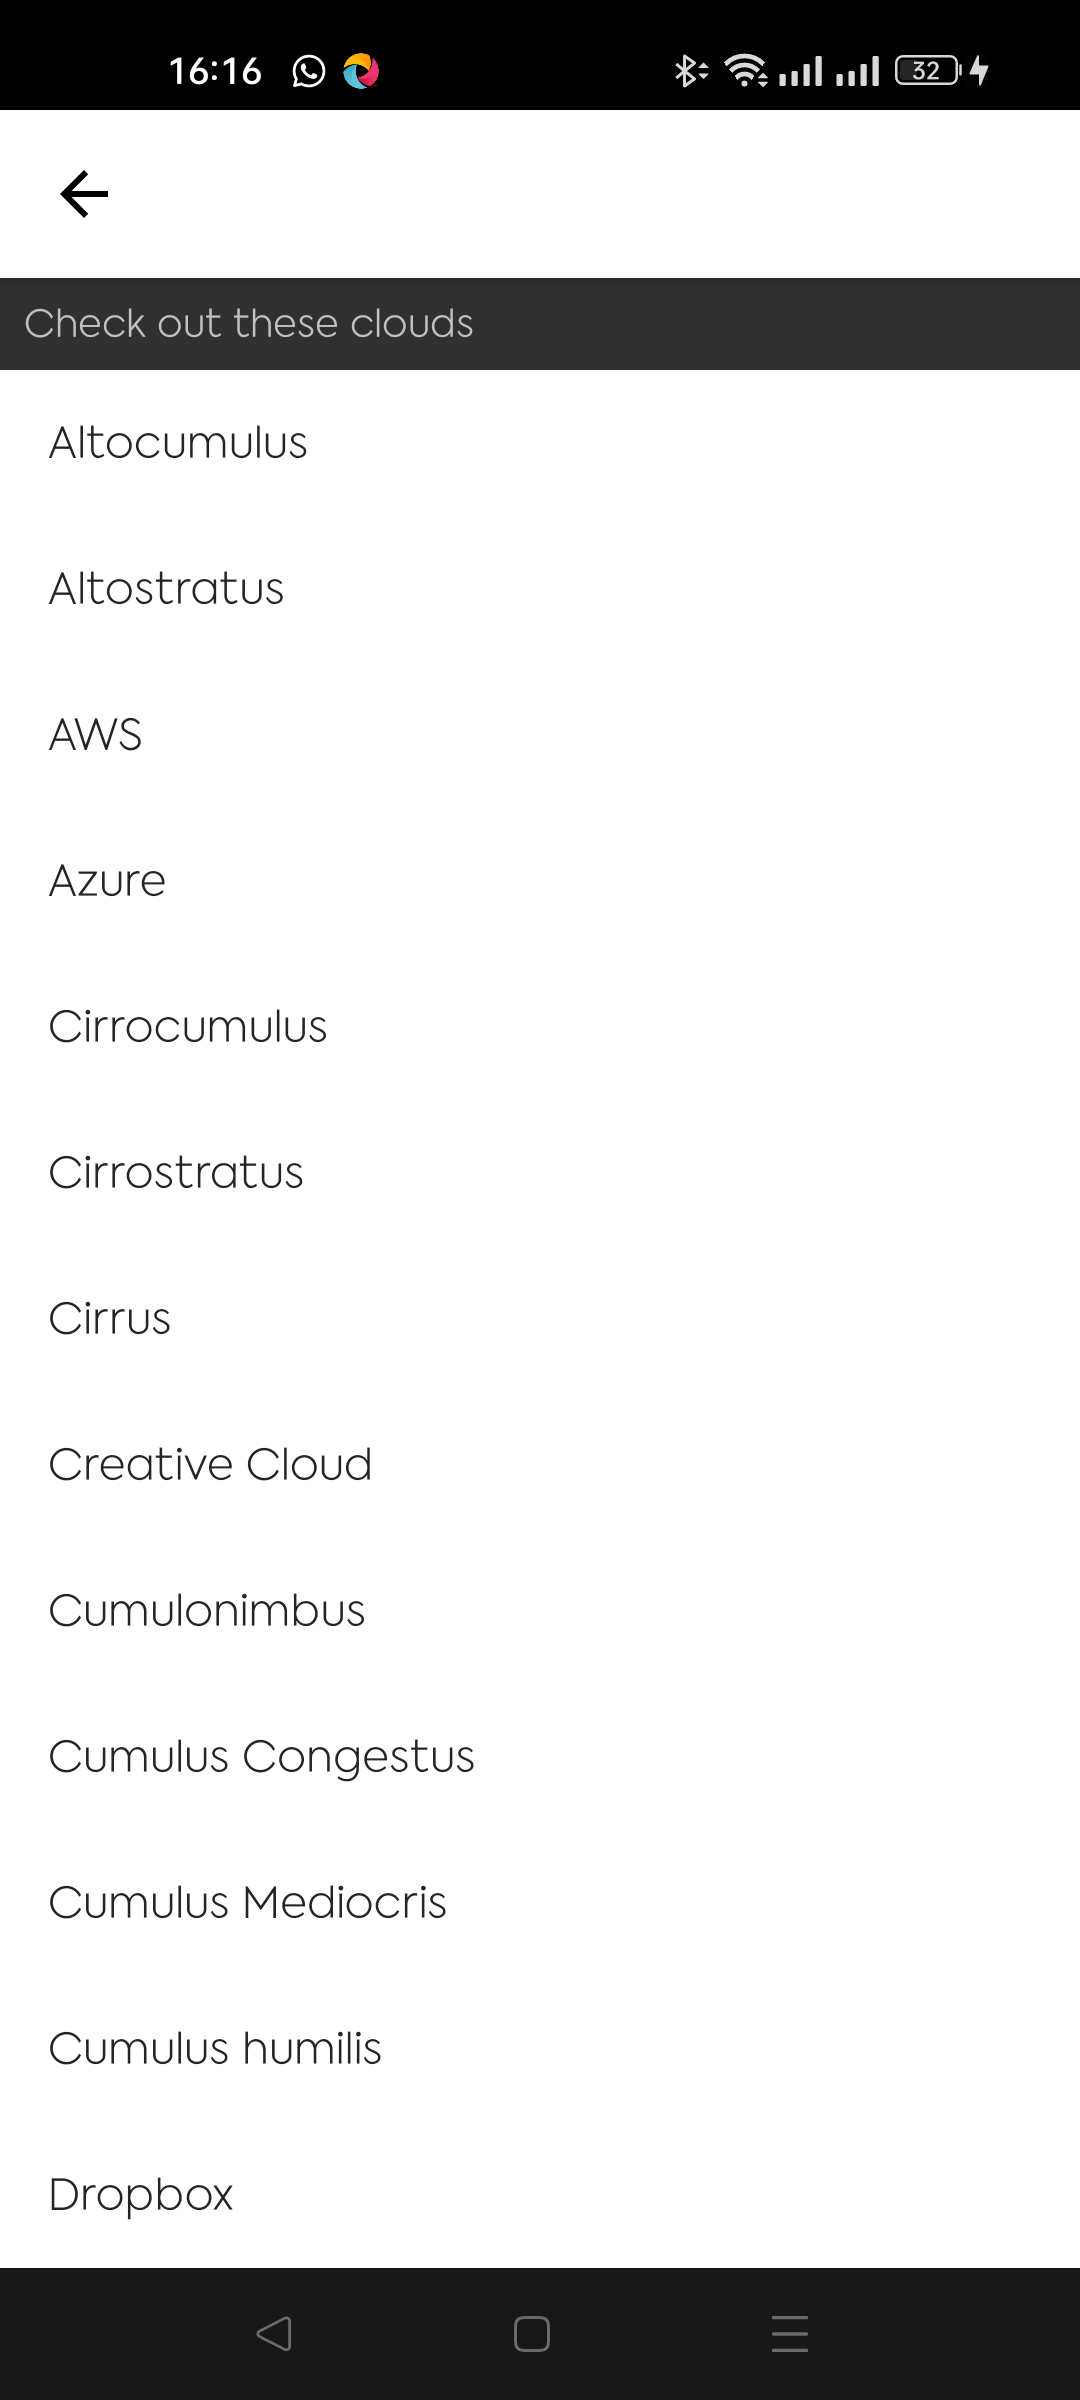 16:16
32
Check out these clouds
Altocumulus
Altostratus
AWS
Azure
Cirrocumulus
Cirrostratus
Cirrus
Creative Cloud
Cumulonimbus
Cumulus Congestus
Cumulus Mediocris
Cumulus humilis
Dropbox